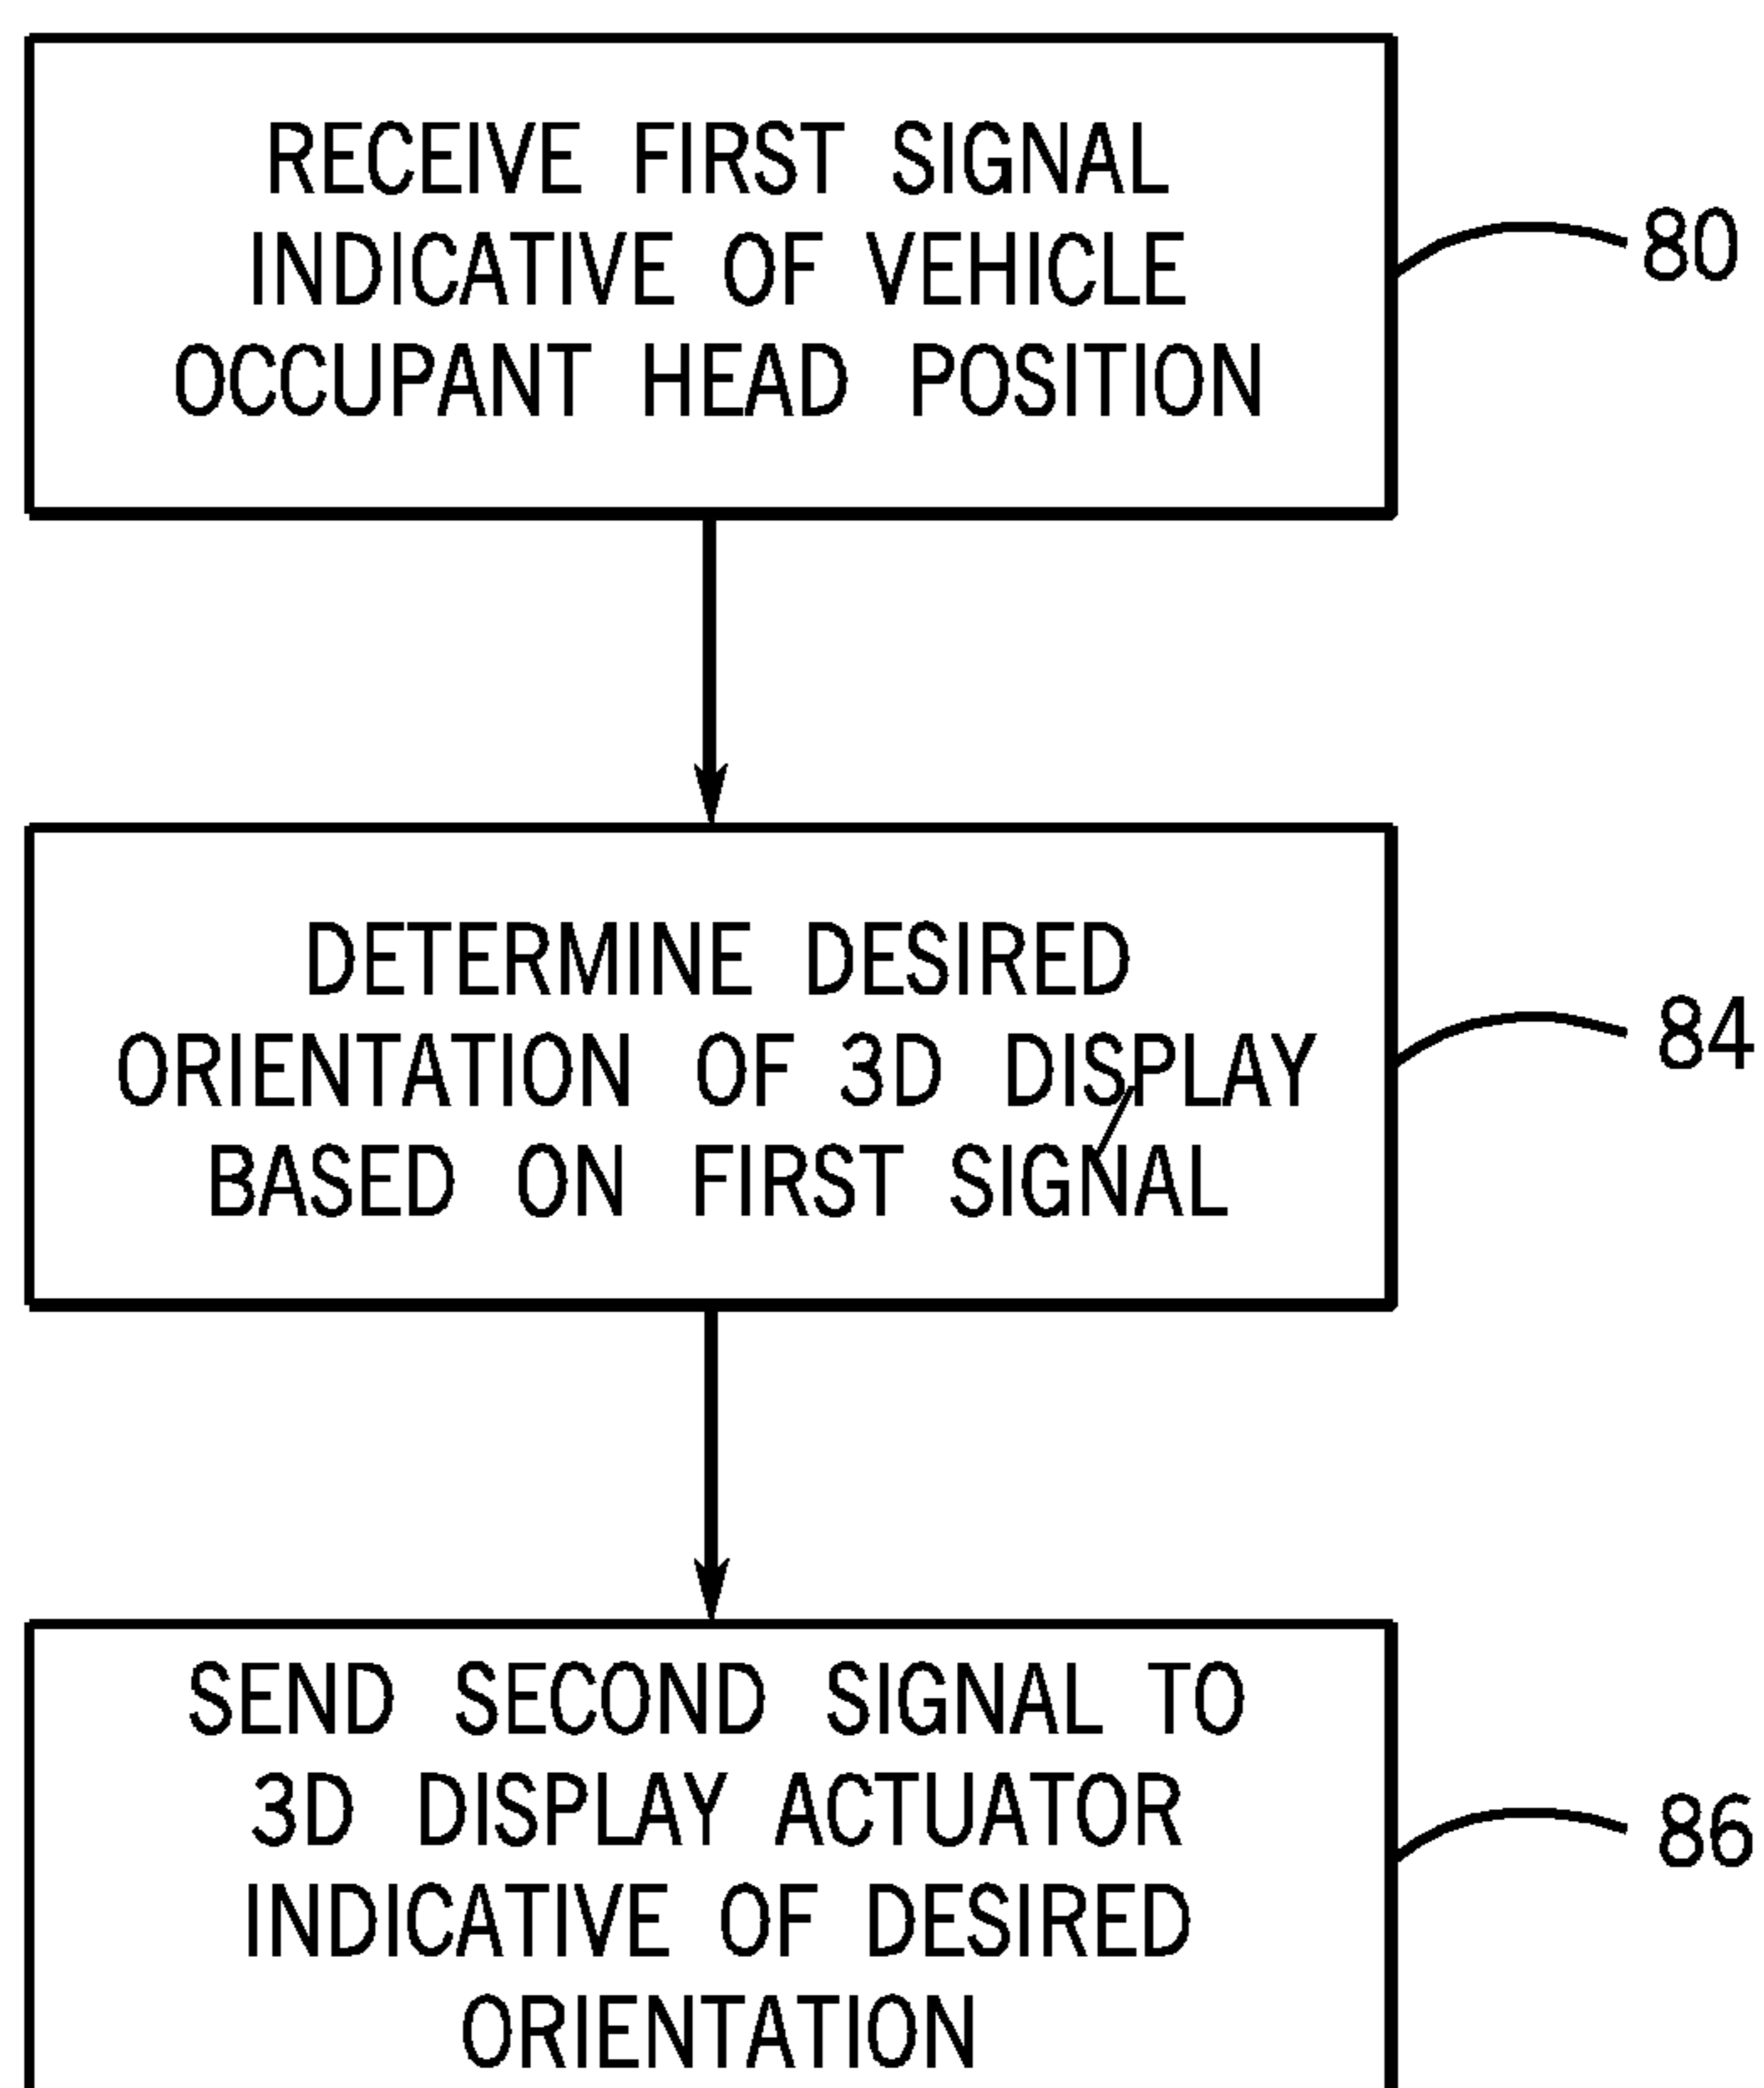 RECEIVE FIRST SIGNAL
INDICATIVE OF VEHICLE
OCCUPANT HEAD POSITION
80
DETERMINE DESIRED
ORIENTATION OF 3D DISPLAY
BASED ON FIRST SIGNAL
84
SEND SECOND SIGNAL TO
3D DISPLAY ACTUATOR
INDICATIVE OF DESIRED
ORIENTATION
86